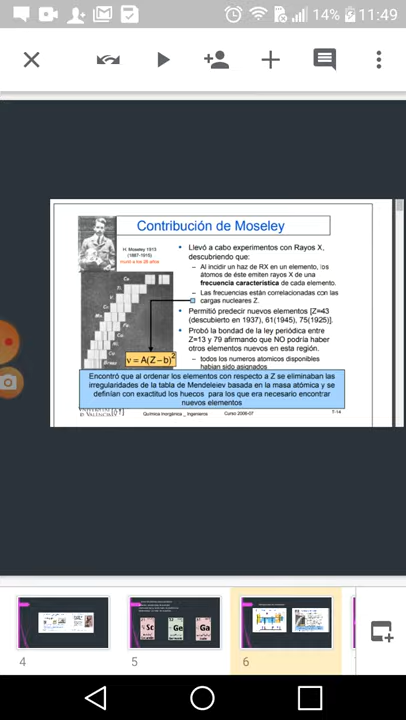 14% 11:49
Contribución de Moseley
H. Moseley 1913
(1887-1915)
murió a los 28 años
• Llevó a cabo experimentos con Rayos X,
descubriendo que:
– Al incidir un haz de RX en un elemento, los
átomos de éste emiten rayos X de una
frecuencia característica de cada elemento.
– Las frecuencias están correlacionadas con las
cargas nucleares Z.
• Permitió predecir nuevos elementos [Z=43
(descubierto en 1937), 61(1945), 75(1925)].
• Probó la bondad de la ley periódica entre
Z=13 y 79 afirmando que NO podría haber
otros elementos nuevos en esta región.
– todos los numeros atomicos disponibles
habían sido asignados
ν = A(Z–b)²
Encontró que al ordenar los elementos con respecto a Z se eliminaban las
irregularidades de la tabla de Mendeleiev basada en la masa atómica y se
definían con exactitud los huecos para los que era necesario encontrar
nuevos elementos
Química Inorgánica _ Ingenieros Curso 2006-07 T-14
Sc Ge Ga
4 5 6